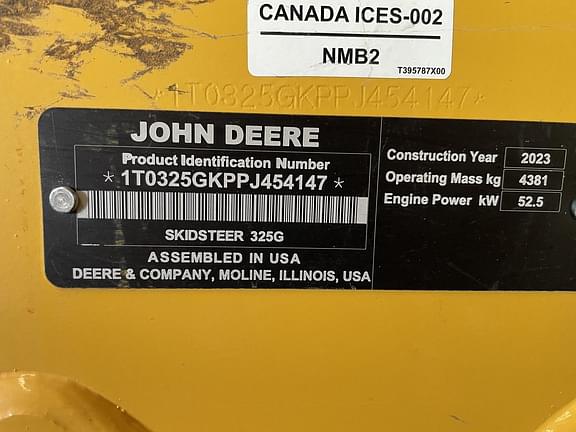 CANADA ICES-002
NMB2
T395787X00
*1T0325GKPPJ454147*
JOHN DEERE
Product Identification Number
*1T0325GKPPJ454147*
SKIDSTEER 325G
ASSEMBLED IN USA
DEERE & COMPANY, MOLINE, ILLINOIS, USA
Construction Year 2023
Operating Mass kg 4381
Engine Power kW 52.5